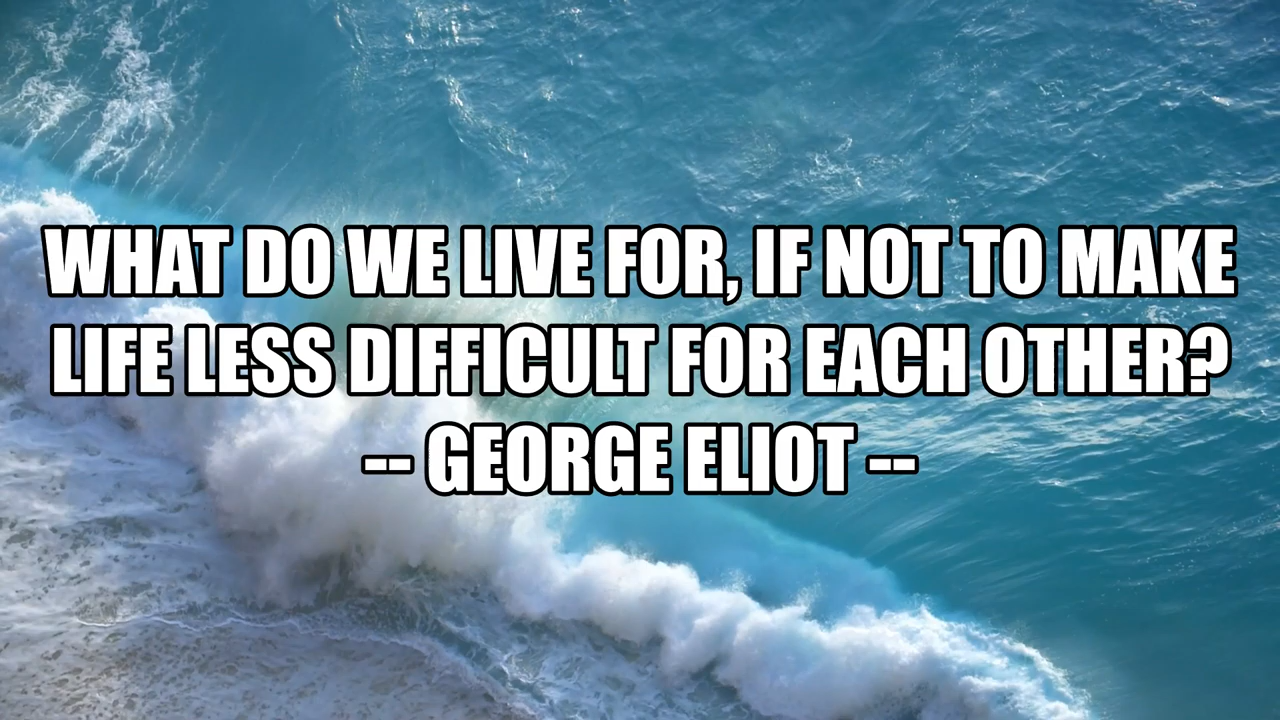 WHAT DO WE LIVE FOR, IF NOT TO MAKE
LIFE LESS DIFFICULT FOR EACH OTHER?
-- GEORGE ELIOT --